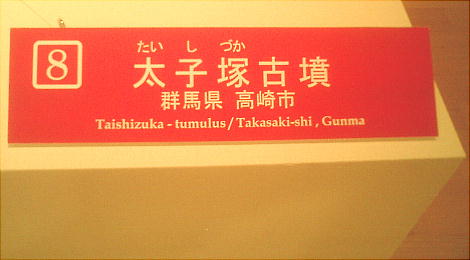 8
たい し づか
太子塚古墳
群馬県 高崎市
Taishizuka - tumulus / Takasaki-shi , Gunma